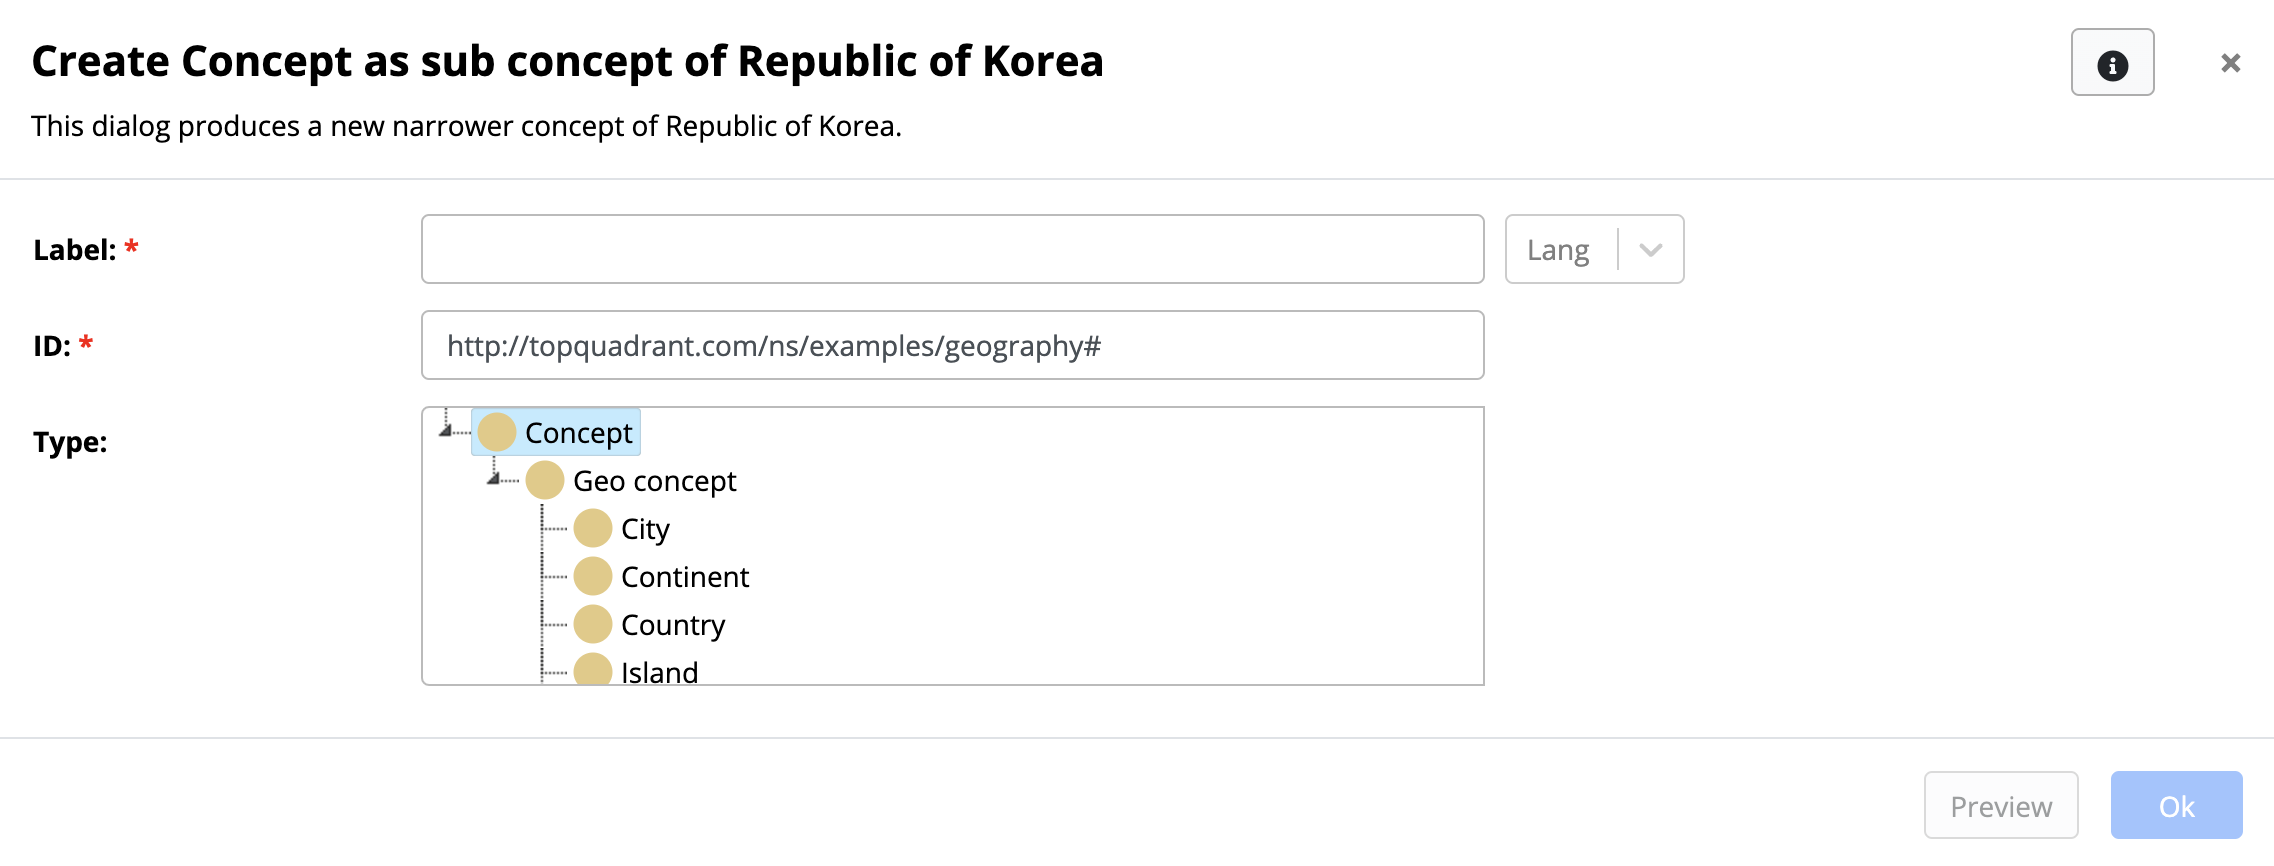 Create Concept as sub concept of Republic of Korea
This dialog produces a new narrower concept of Republic of Korea.
Label: *
Lang
ID: *
http://topquadrant.com/ns/examples/geography#
Type:
Concept
Geo concept
City
Continent
Country
Island
Preview
Ok